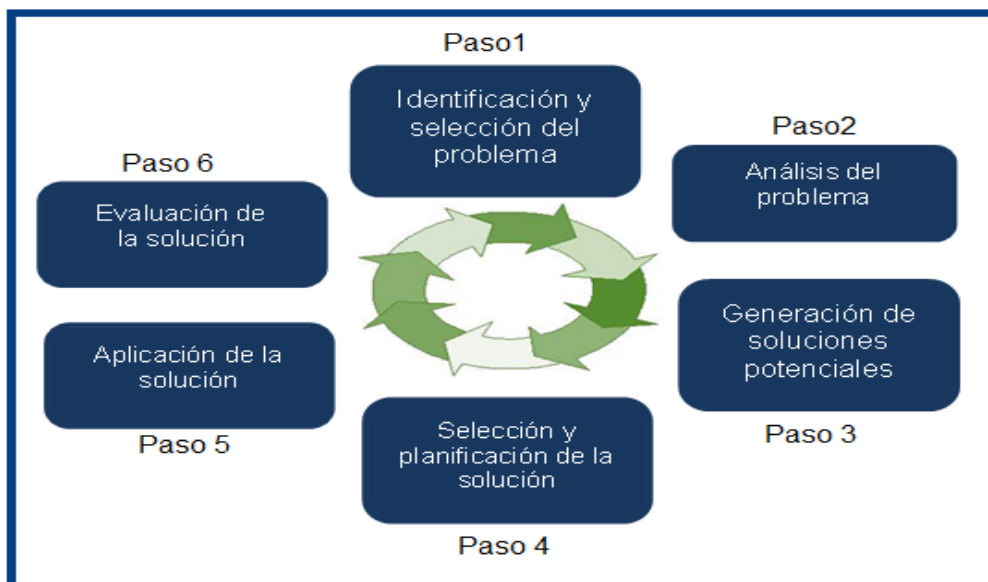 Paso1
Identificación y
selección del
problema
Paso2
Análisis del
problema
Generación de
soluciones
potenciales
Paso 3
Selección y
planificación de la
solución
Paso 4
Aplicación de la
solución
Paso 5
Paso 6
Evaluación de
la solución